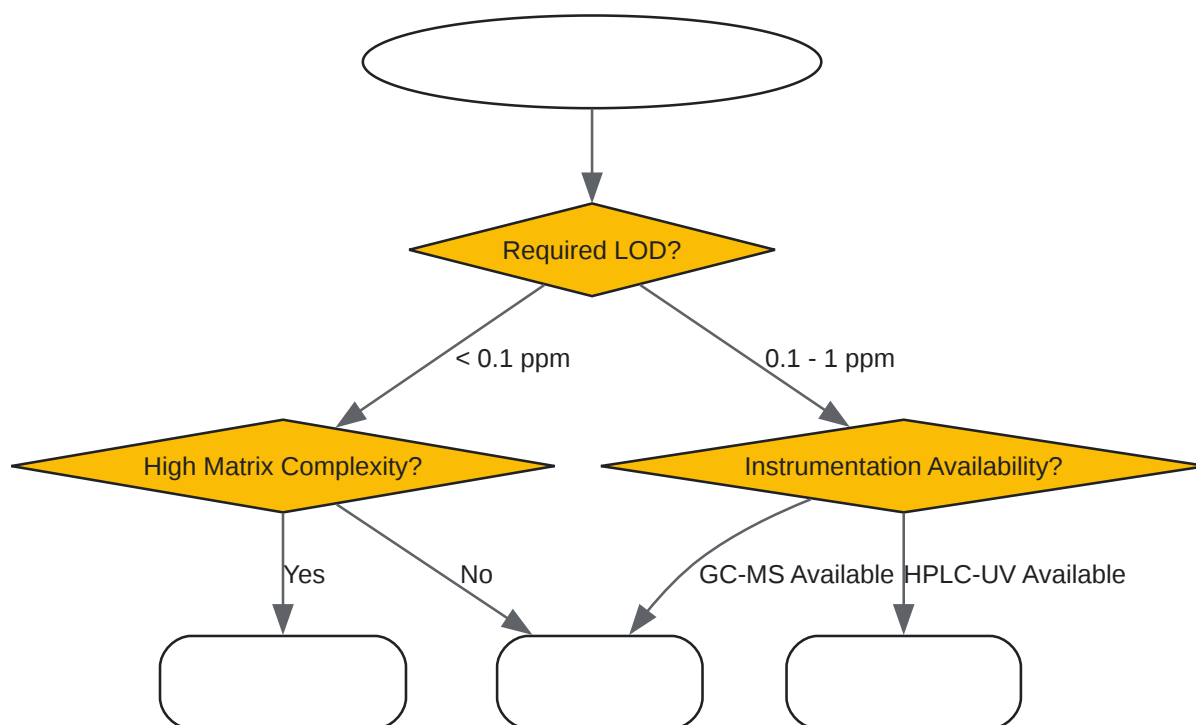 Required LOD?
< 0.1 ppm
0.1 - 1 ppm
High Matrix Complexity?
Instrumentation Availability?
Yes
No
GC-MS Available
HPLC-UV Available